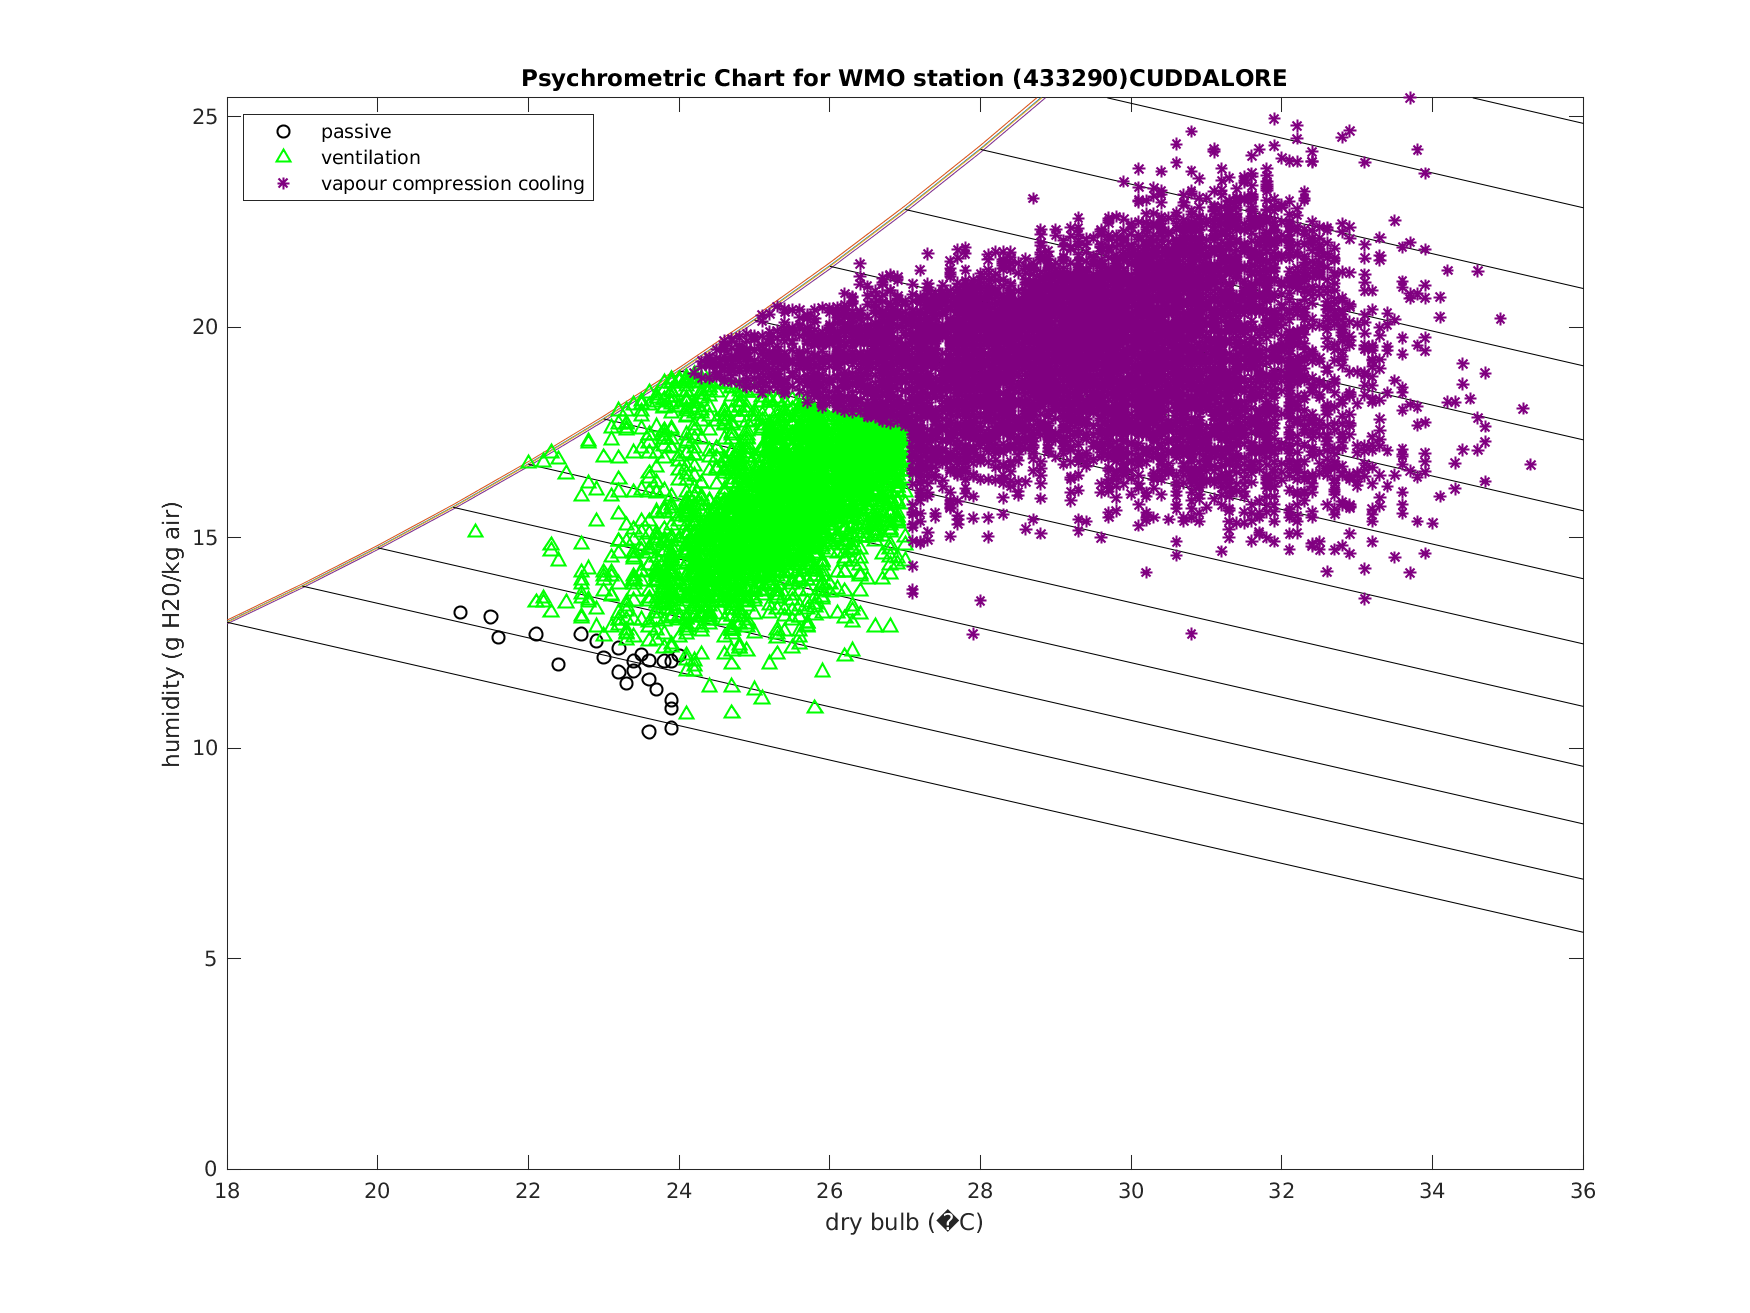 Psychrometric Chart for WMO station (433290)CUDDALORE
passive
ventilation
vapour compression cooling
humidity (g H20/kg air)
25
20
15
10
5
0
18 20 22 24 26 28 30 32 34 36
dry bulb (�C)